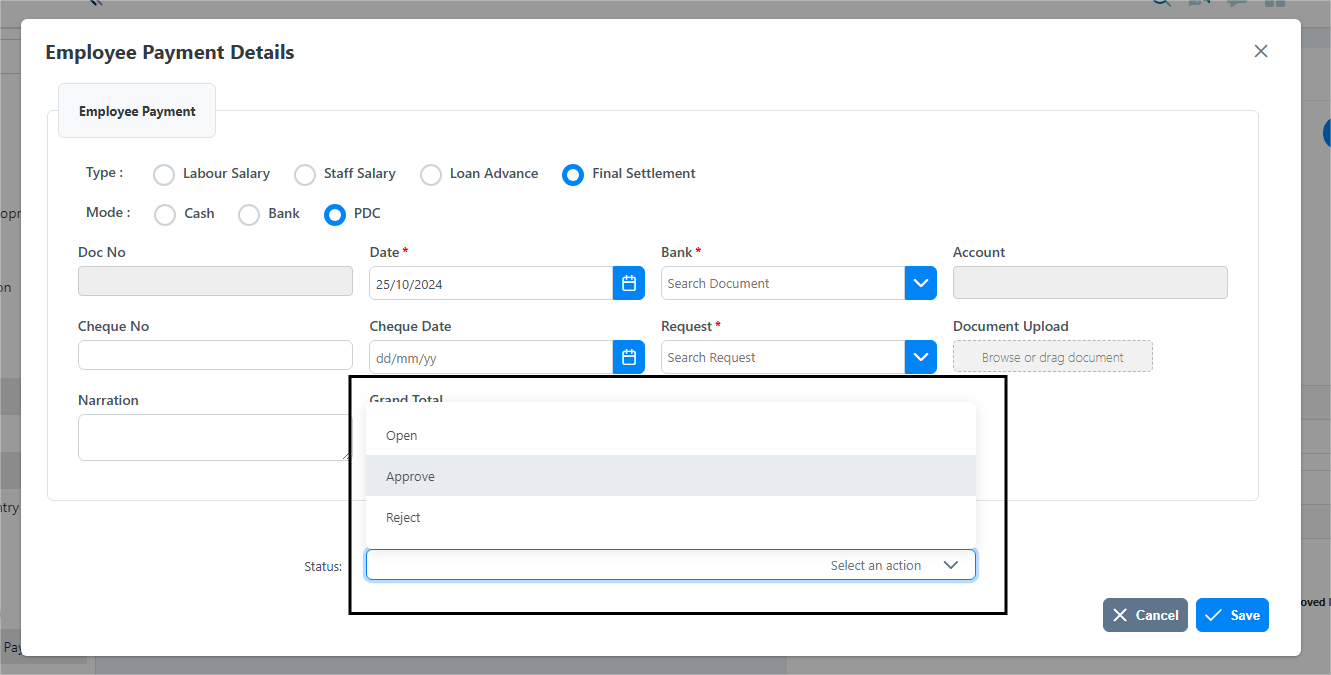 Employee Payment Details
Employee Payment
Type :
Labour Salary
Staff Salary
Loan Advance
Final Settlement
Mode :
Cash
Bank
PDC
Doc No
Date *
Bank *
Account
25/10/2024
Search Document
Cheque No
Cheque Date
Request *
Document Upload
dd/mm/yy
Search Request
Browse or drag document
Narration
Grand Total
Open
Approve
Reject
Status:
Select an action
Cancel
Save